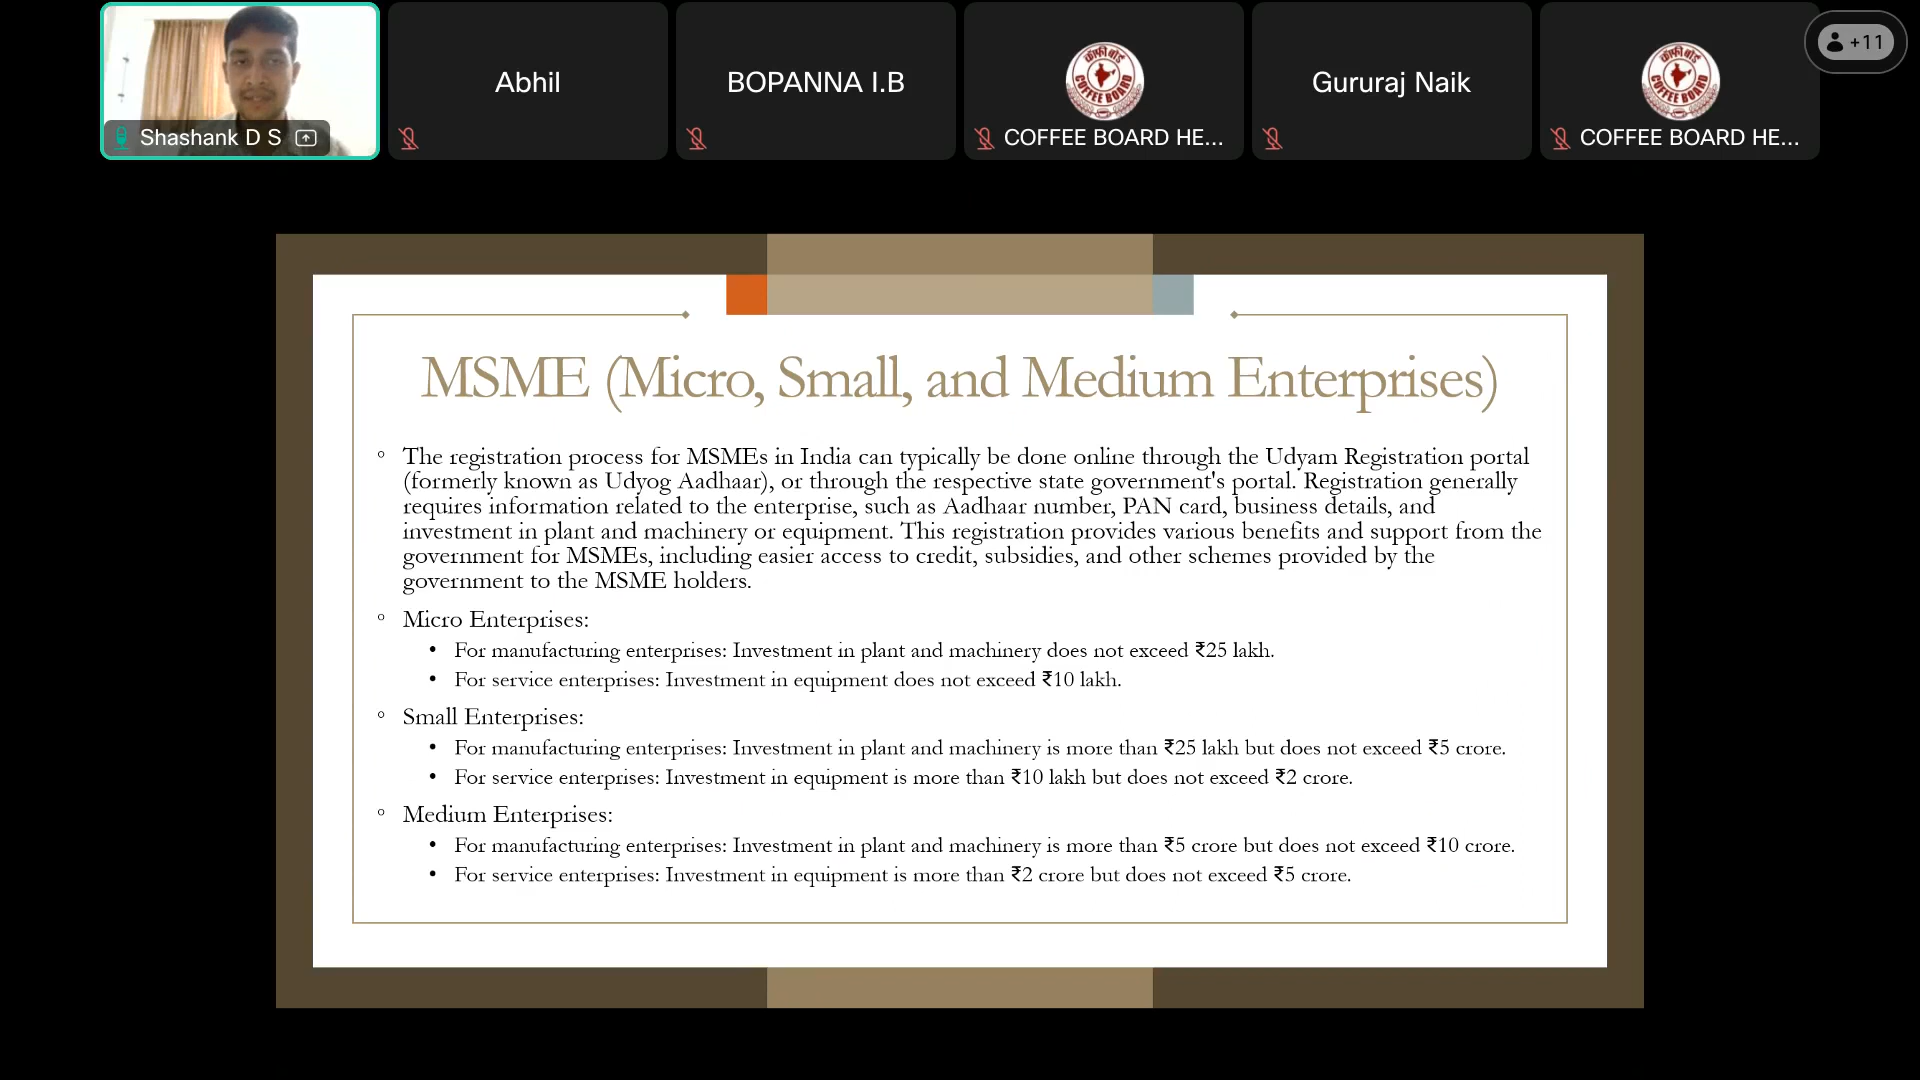 Shashank D S
Abhil
BOPANNA I.B
कॉफी बोर्ड
COFFEE BOARD
COFFEE BOARD HE...
Gururaj Naik
कॉफी बोर्ड
COFFEE BOARD
COFFEE BOARD HE...
+11
MSME (Micro, Small, and Medium Enterprises)
The registration process for MSMEs in India can typically be done online through the Udyam Registration portal
(formerly known as Udyog Aadhaar), or through the respective state government's portal. Registration generally
requires information related to the enterprise, such as Aadhaar number, PAN card, business details, and
investment in plant and machinery or equipment. This registration provides various benefits and support from the
government for MSMEs, including easier access to credit, subsidies, and other schemes provided by the
government to the MSME holders.
Micro Enterprises:
• For manufacturing enterprises: Investment in plant and machinery does not exceed ₹25 lakh.
• For service enterprises: Investment in equipment does not exceed ₹10 lakh.
Small Enterprises:
• For manufacturing enterprises: Investment in plant and machinery is more than ₹25 lakh but does not exceed ₹5 crore.
• For service enterprises: Investment in equipment is more than ₹10 lakh but does not exceed ₹2 crore.
Medium Enterprises:
• For manufacturing enterprises: Investment in plant and machinery is more than ₹5 crore but does not exceed ₹10 crore.
• For service enterprises: Investment in equipment is more than ₹2 crore but does not exceed ₹5 crore.